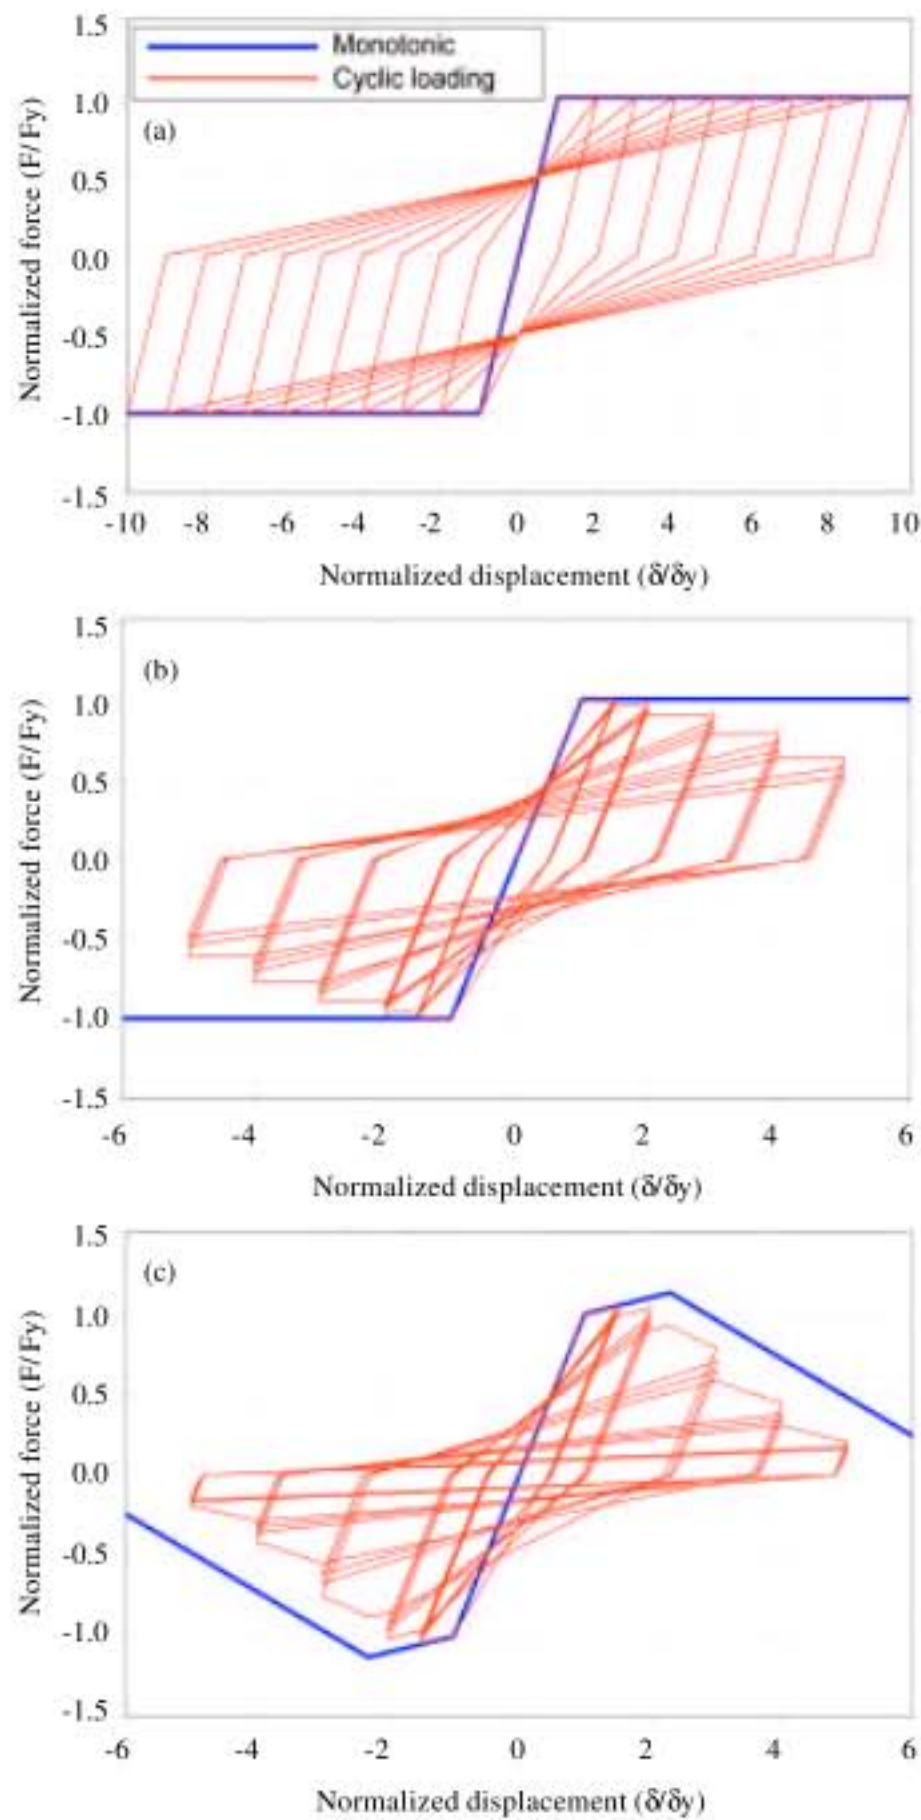 Monotonic
Cyclic loading
(a)
1.5
1.0
0.5
0.0
-0.5
-1.0
-1.5
Normalized force (F/Fy)
-10 -8 -6 -4 -2 0 2 4 6 8 10
Normalized displacement (δ/δy)
(b)
1.5
1.0
0.5
0.0
-0.5
-1.0
-1.5
Normalized force (F/Fy)
-6 -4 -2 0 2 4 6
Normalized displacement (δ/δy)
(c)
1.5
1.0
0.5
0.0
-0.5
-1.0
-1.5
Normalized force (F/Fy)
-6 -4 -2 0 2 4 6
Normalized displacement (δ/δy)